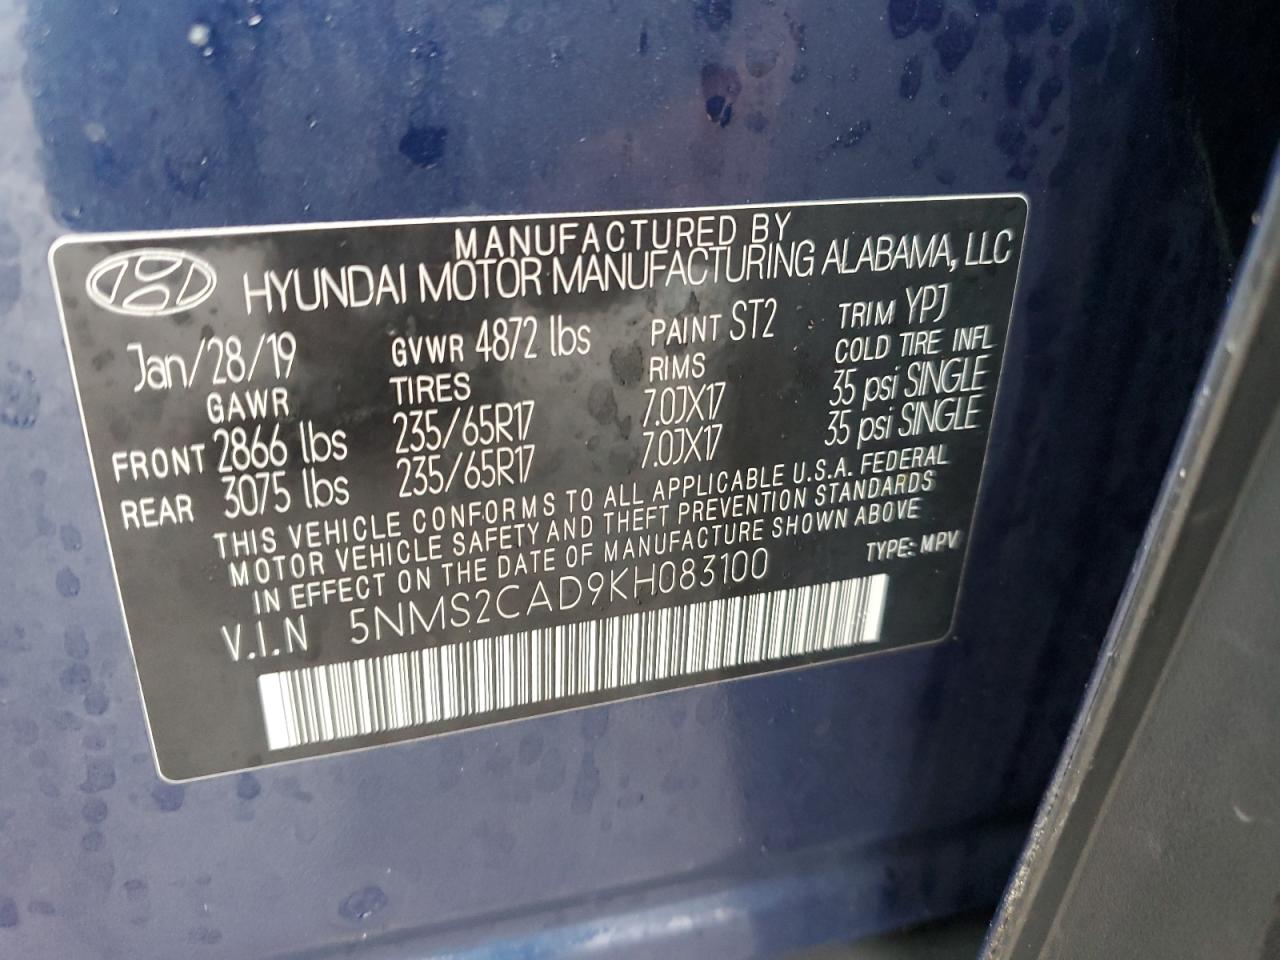 MANUFACTURED BY
HYUNDAI MOTOR MANUFACTURING ALABAMA, LLC
Jan/28/19 GVWR 4872 lbs PAINT ST2 TRIM YPJ
GAWR TIRES RIMS COLD TIRE INFL
FRONT 2866 lbs 235/65R17 7.0JX17 35 psi SINGLE
REAR 3075 lbs 235/65R17 7.0JX17 35 psi SINGLE
THIS VEHICLE CONFORMS TO ALL APPLICABLE U.S.A. FEDERAL
MOTOR VEHICLE SAFETY AND THEFT PREVENTION STANDARDS
IN EFFECT ON THE DATE OF MANUFACTURE SHOWN ABOVE
V.I.N 5NMS2CAD9KH083100 TYPE: MPV